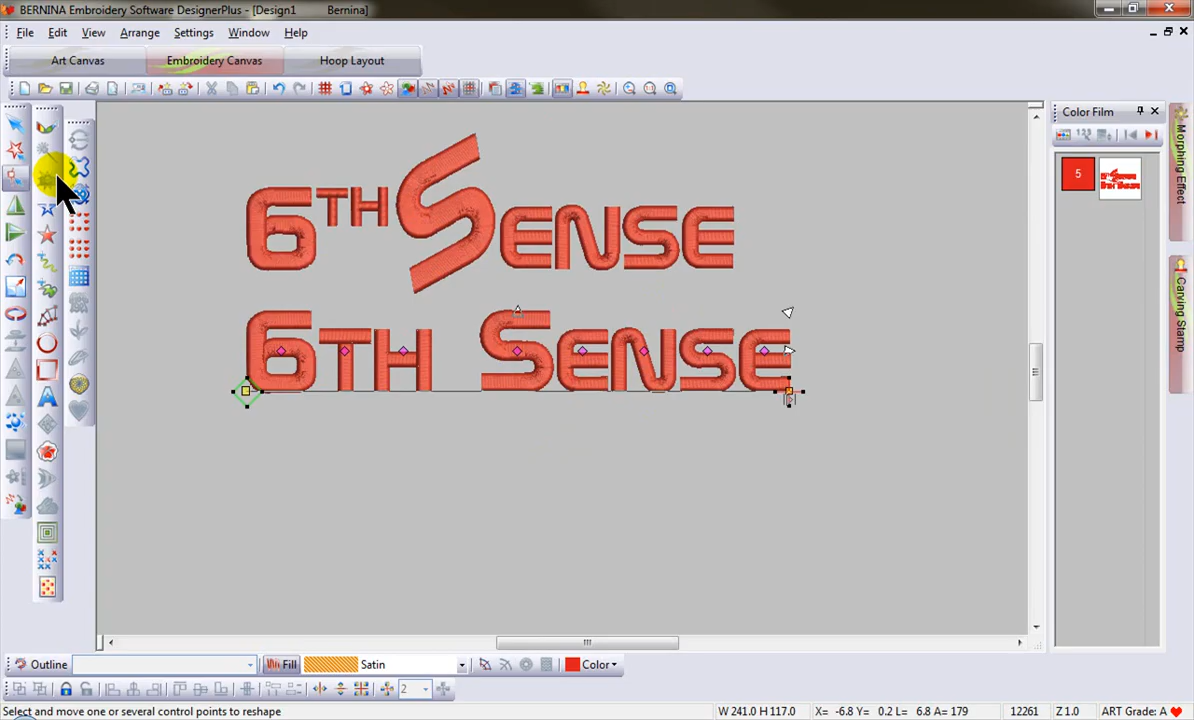 BERNINA Embroidery Software DesignerPlus - [Design1 Bernina]
File Edit View Arrange Settings Window Help
Art Canvas Embroidery Canvas Hoop Layout
Color Film
123
5
Morphing Effect
Carving Stamp
6TH SENSE
6TH SENSE
Outline Fill Satin Color
2
Select and move one or several control points to reshape W 241.0 H 117.0 X= -6.8 Y= 0.2 L= 6.8 A= 179 12261 Z 1.0 ART Grade: A